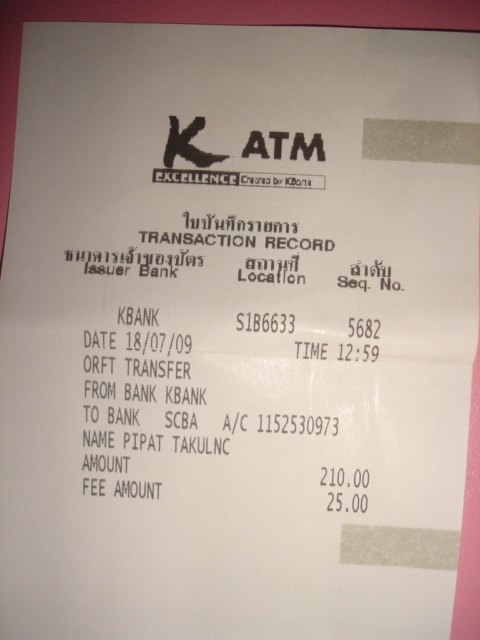 K ATM
EXCELLENCE Created by KBank
ใบบันทึกรายการ
TRANSACTION RECORD
ธนาคารเจ้าของบัตร สถานที่ ลำดับ
Issuer Bank Location Seq. No.
KBANK S1B6633 5682
DATE 18/07/09 TIME 12:59
ORFT TRANSFER
FROM BANK KBANK
TO BANK SCBA A/C 1152530973
NAME PIPAT TAKULNC
AMOUNT 210.00
FEE AMOUNT 25.00